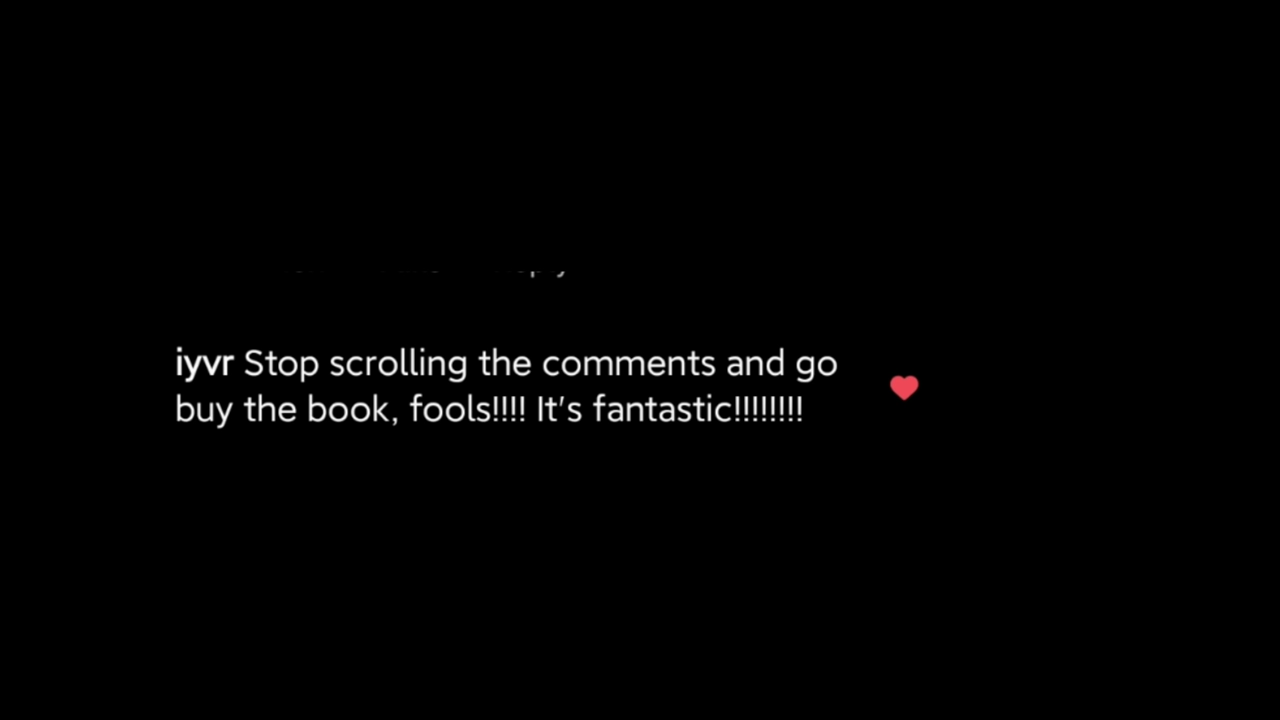 iyvr Stop scrolling the comments and go
buy the book, fools!!!! It's fantastic!!!!!!!!